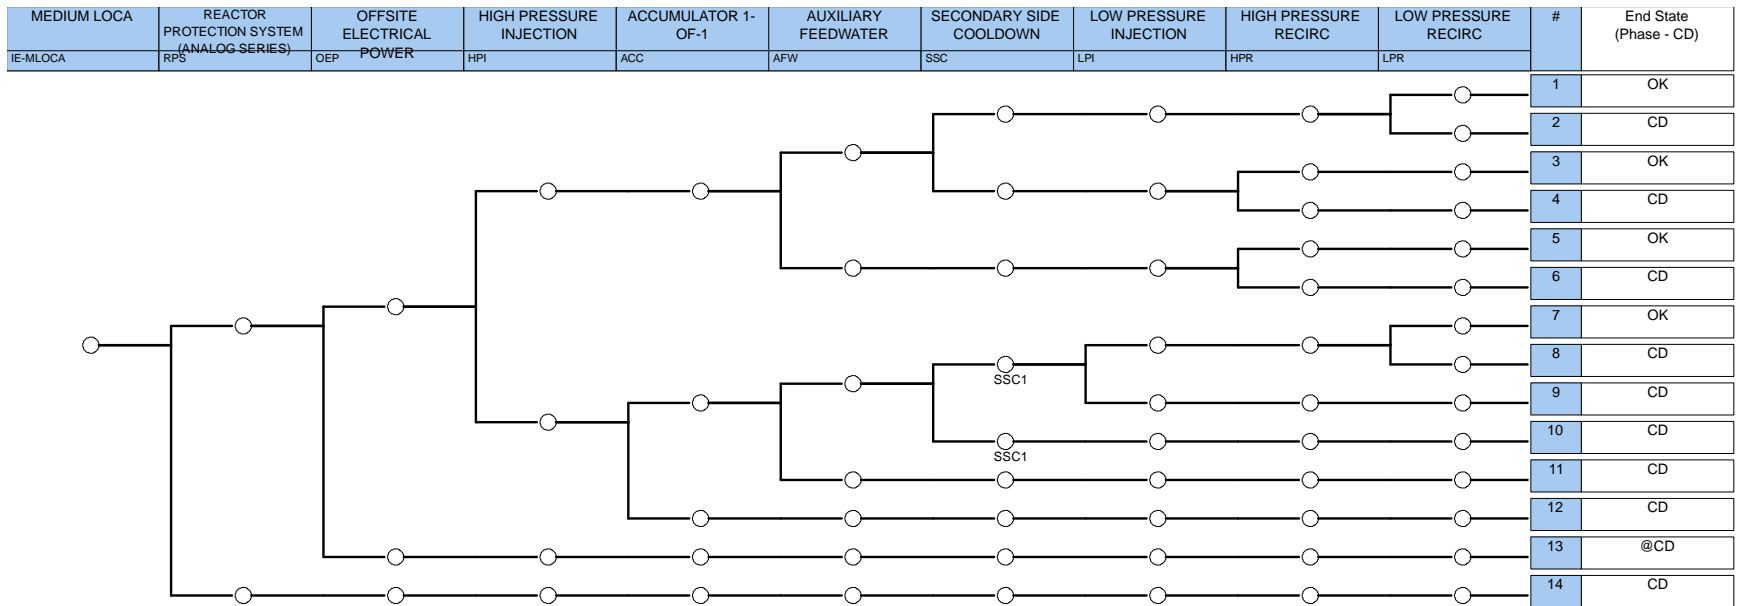 MEDIUM LOCA
IE-MLOCA
REACTOR
PROTECTION SYSTEM
(ANALOG SERIES)
RPS
OFFSITE
ELECTRICAL
POWER
OEP
HIGH PRESSURE
INJECTION
HPI
ACCUMULATOR 1-
OF-1
ACC
AUXILIARY
FEEDWATER
AFW
SECONDARY SIDE
COOLDOWN
SSC
LOW PRESSURE
INJECTION
LPI
HIGH PRESSURE
RECIRC
HPR
LOW PRESSURE
RECIRC
LPR
#
End State
(Phase - CD)
1 OK
2 CD
3 OK
4 CD
5 OK
6 CD
7 OK
8 CD
SSC1
9 CD
10 CD
SSC1
11 CD
12 CD
13 @CD
14 CD